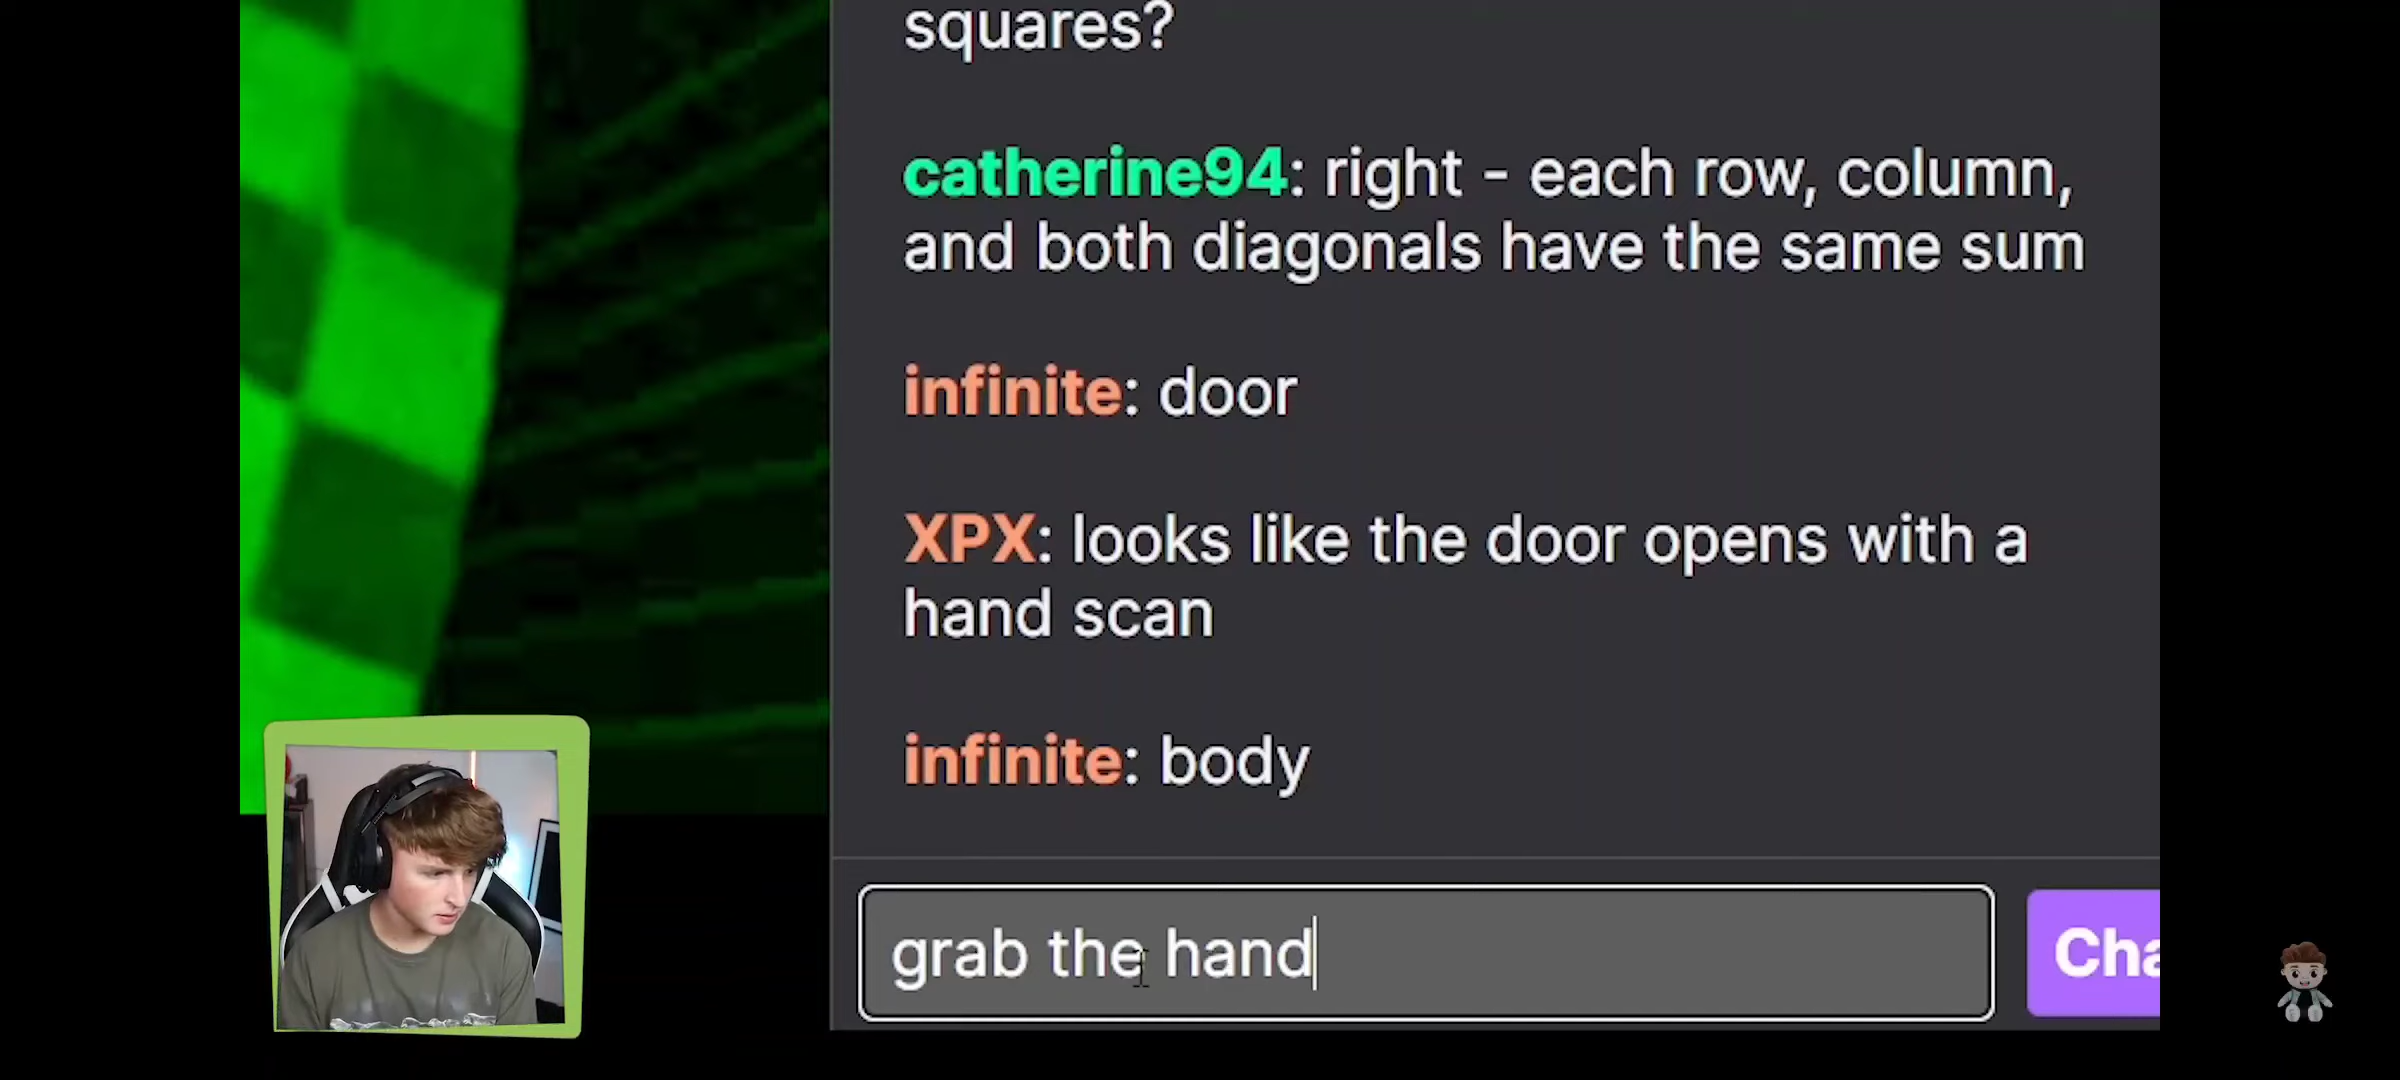 squares?
catherine94: right - each row, column,
and both diagonals have the same sum
infinite: door
XPX: looks like the door opens with a
hand scan
infinite: body
grab the hand
Cha